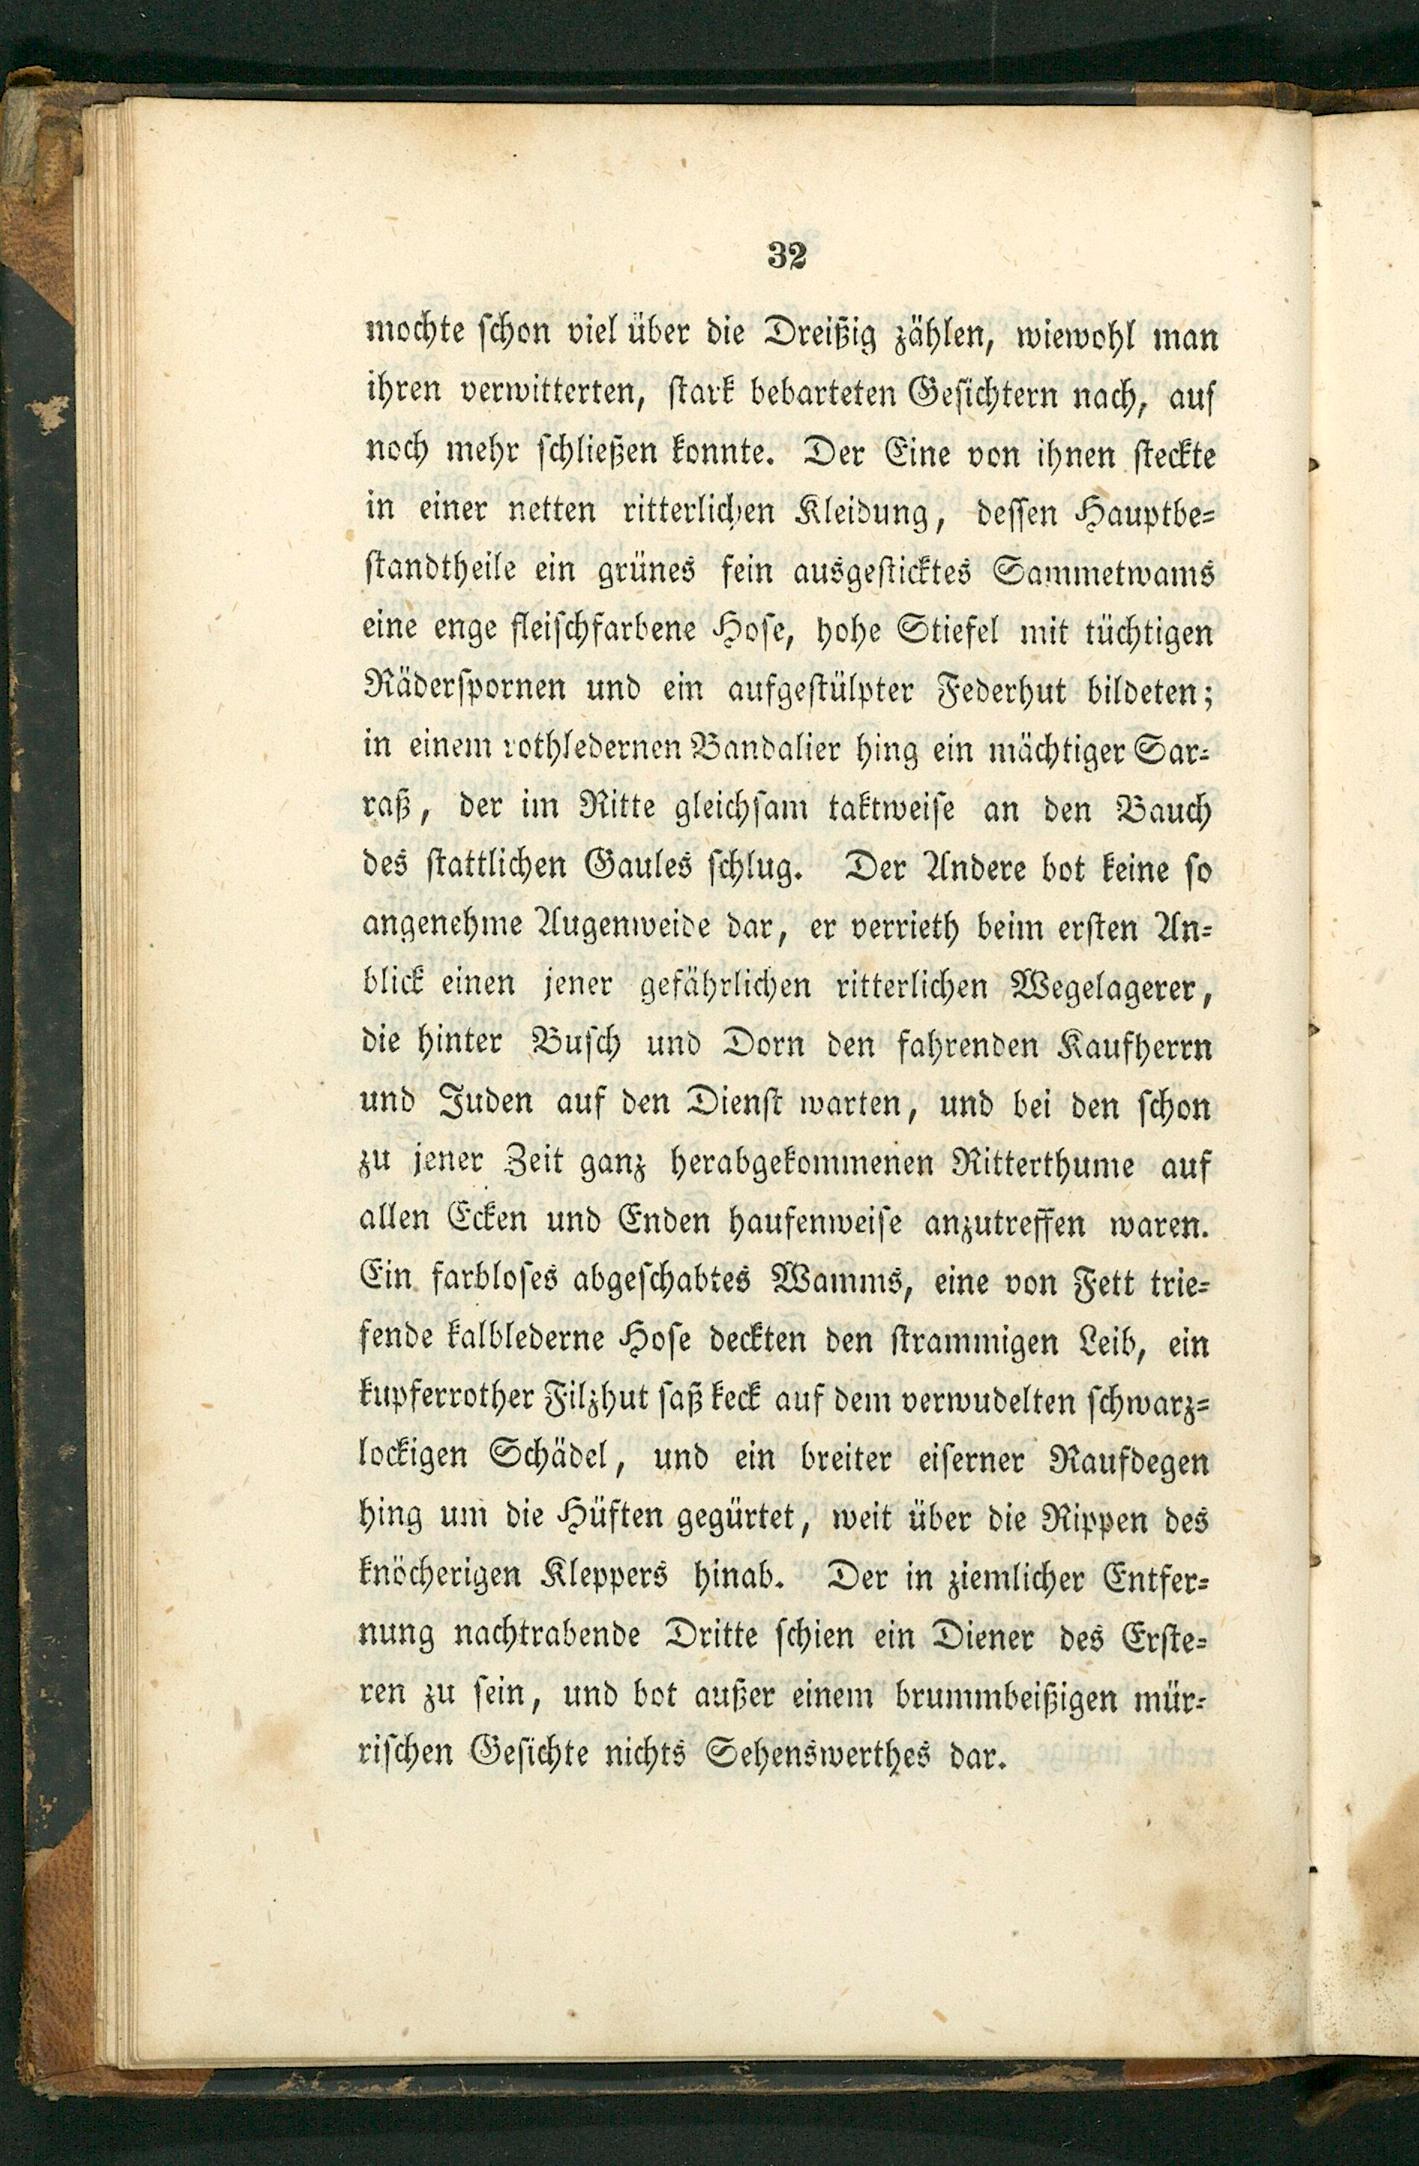 32
mochte schon viel über die Dreißig zählen, wiewohl man
ihren verwitterten, stark bebarteten Gesichtern nach, auf
noch mehr schließen konnte. Der Eine von ihnen steckte
in einer netten ritterlichen Kleidung, dessen Hauptbe-
standtheile ein grünes fein ausgesticktes Sammetwams
eine enge fleischfarbene Hose, hohe Stiefel mit tüchtigen
Räderspornen und ein aufgestülpter Federhut bildeten;
in einem rothledernen Bandalier hing ein mächtiger Sar-
raß, der im Ritte gleichsam taktweise an den Bauch
des stattlichen Gaules schlug. Der Andere bot keine so
angenehme Augenweide dar, er verrieth beim ersten An-
blick einen jener gefährlichen ritterlichen Wegelagerer,
die hinter Busch und Dorn den fahrenden Kaufherrn
und Juden auf den Dienst warten, und bei den schon
zu jener Zeit ganz herabgekommenen Ritterthume auf
allen Ecken und Enden haufenweise anzutreffen waren.
Ein farbloses abgeschabtes Wamms, eine von Fett trie-
fende kalblederne Hose deckten den strammigen Leib, ein
kupferrother Filzhut saß keck auf dem verwudelten schwarz-
lockigen Schädel, und ein breiter eiserner Raufdegen
hing um die Hüften gegürtet, weit über die Rippen des
knöcherigen Kleppers hinab. Der in ziemlicher Entfer-
nung nachtrabende Dritte schien ein Diener des Erste-
ren zu sein, und bot außer einem brummbeißigen mür-
rischen Gesichte nichts Sehenswerthes dar.